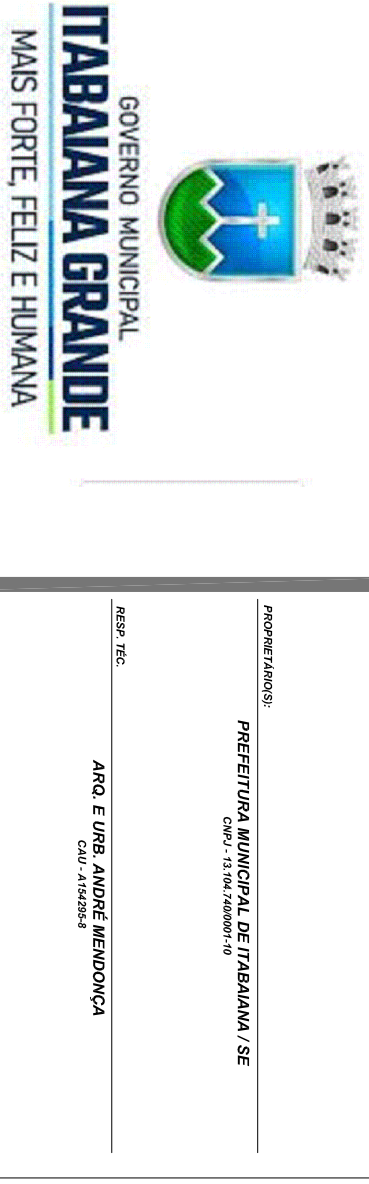 GOVERNO MUNICIPAL
ITABAIANA GRANDE
MAIS FORTE, FELIZ E HUMANA
PROPRIETÁRIO(S):
PREFEITURA MUNICIPAL DE ITABAIANA / SE
CNPJ - 13.104.740/0001-10
RESP. TÉC.
ARQ. E URB. ANDRÉ MENDONÇA
CAU - A154295-8